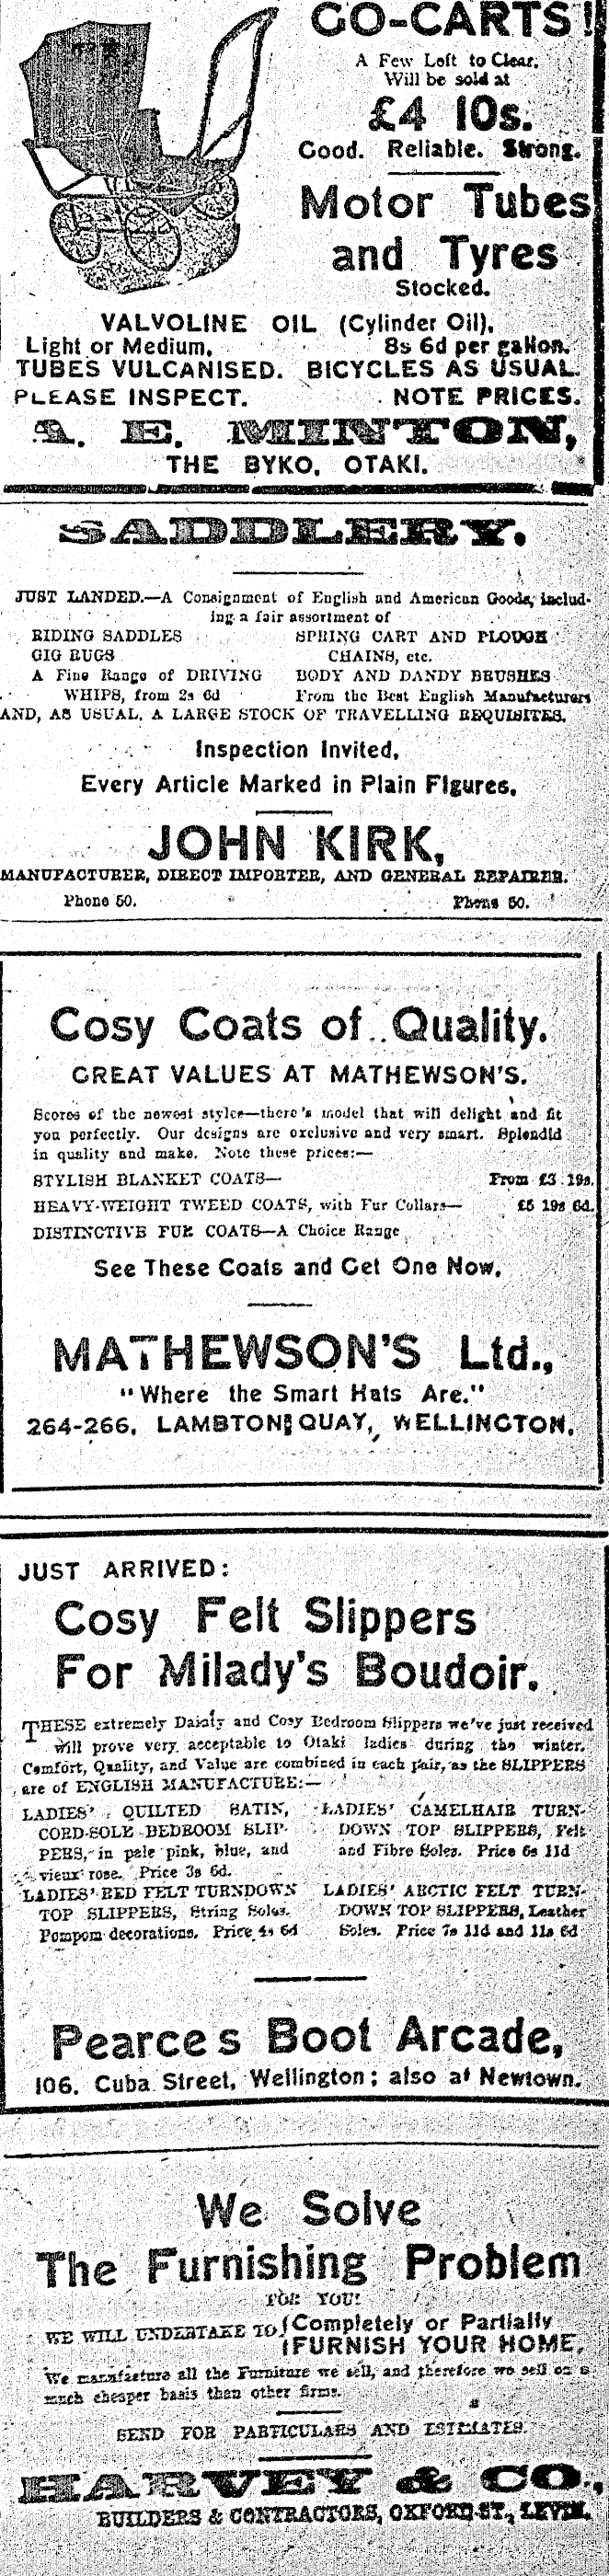 GO-CARTS!
A Few Left to Clear.
Will be sold at
£4 10s.
Good. Reliable. Strong.
Motor Tubes
and Tyres
Stocked.
VALVOLINE OIL (Cylinder Oil),
Light or Medium, 8s 6d per gallon.
TUBES VULCANISED. BICYCLES AS USUAL.
PLEASE INSPECT. NOTE PRICES.
A. E. MINTON,
THE BYKO, OTAKI.
SADDLERY.
JUST LANDED.—A Consignment of English and American Goods, includ-
ing a fair assortment of
RIDING SADDLES
GIG RUGS
A Fine Range of DRIVING
WHIPS, from 2s 6d
SPRING CART AND PLOUGH
CHAINS, etc.
BODY AND DANDY BRUSHES
From the Best English Manufacturers
AND, AS USUAL, A LARGE STOCK OF TRAVELLING REQUISITES.
Inspection Invited,
Every Article Marked in Plain Figures.
JOHN KIRK,
MANUFACTURER, DIRECT IMPORTER, AND GENERAL REPAIRER.
Phone 50. Phone 50.
Cosy Coats of Quality.
GREAT VALUES AT MATHEWSON'S.
Scores of the newest styles—there's model that will delight and fit
you perfectly. Our designs are exclusive and very smart. Splendid
in quality and make. Note these prices:—
STYLISH BLANKET COATS— From £3 19s.
HEAVY-WEIGHT TWEED COATS, with Fur Collars— £5 19s 6d.
DISTINCTIVE FUR COATS—A Choice Range
See These Coats and Get One Now.
MATHEWSON'S Ltd.,
"Where the Smart Hats Are."
264-266, LAMBTON QUAY, WELLINGTON.
JUST ARRIVED:
Cosy Felt Slippers
For Milady's Boudoir.
THESE extremely Dainty and Cosy Bedroom Slippers we've just received
will prove very acceptable to Otaki ladies during the winter.
Comfort, Quality, and Value are combined in each pair, as the SLIPPERS
are of ENGLISH MANUFACTURE:—
LADIES' QUILTED SATIN,
CORD-SOLE BEDROOM SLIP-
PERS, in pale pink, blue, and
vieux rose. Price 3s 6d.
LADIES' RED FELT TURNDOWN
TOP SLIPPERS, String Soles.
Pompom decorations. Price 4s 6d
LADIES' CAMELHAIR TURN-
DOWN TOP SLIPPERS, Felt
and Fibre Soles. Price 6s 11d
LADIES' ARCTIC FELT TURN-
DOWN TOP SLIPPERS, Leather
Soles. Price 7s 11d and 11s 6d
Pearce s Boot Arcade,
106, Cuba Street, Wellington; also at Newtown.
We Solve
The Furnishing Problem
FOR YOU!
WE WILL UNDERTAKE TO { Completely or Partially
FURNISH YOUR HOME.
We manufacture all the Furniture we sell, and therefore we sell on a
much cheaper basis than other firms.
SEND FOR PARTICULARS AND ESTIMATES.
HARVEY & CO.,
BUILDERS & CONTRACTORS, OXFORD-ST., LEVIN.